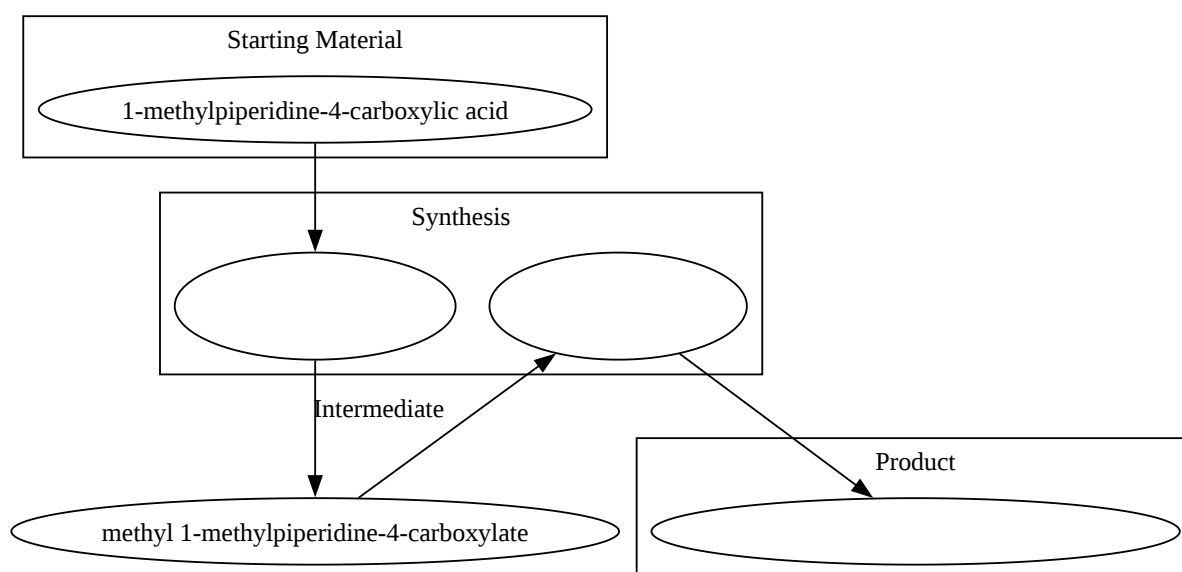 Starting Material
1-methylpiperidine-4-carboxylic acid
Synthesis
Intermediate
Product
methyl 1-methylpiperidine-4-carboxylate